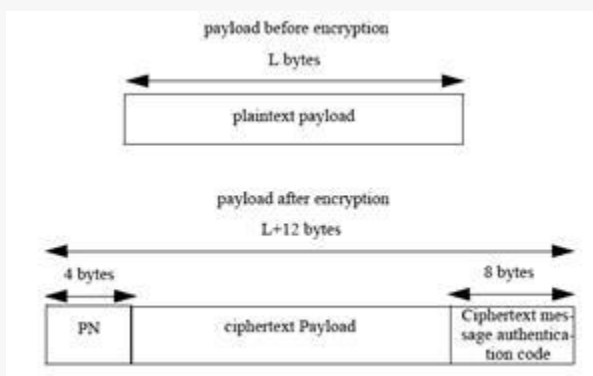 payload before encryption
L bytes
plaintext payload
payload after encryption
L+12 bytes
4 bytes
8 bytes
PN
ciphertext Payload
Ciphertext mes-
sage authentica-
tion code